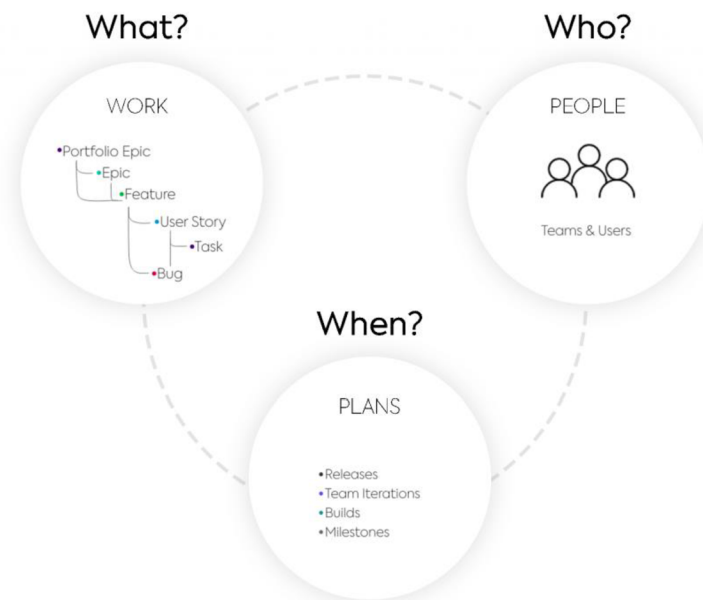 What?
WORK
Portfolio Epic
Epic
Feature
User Story
Task
Bug
Who?
PEOPLE
Teams & Users
When?
PLANS
Releases
Team Iterations
Builds
Milestones